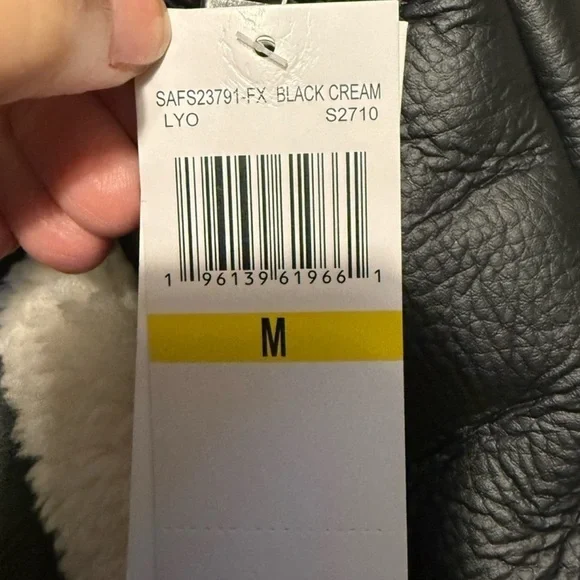 SAFS23791-FX BLACK CREAM
LYO S2710
1 96139 61966 1
M